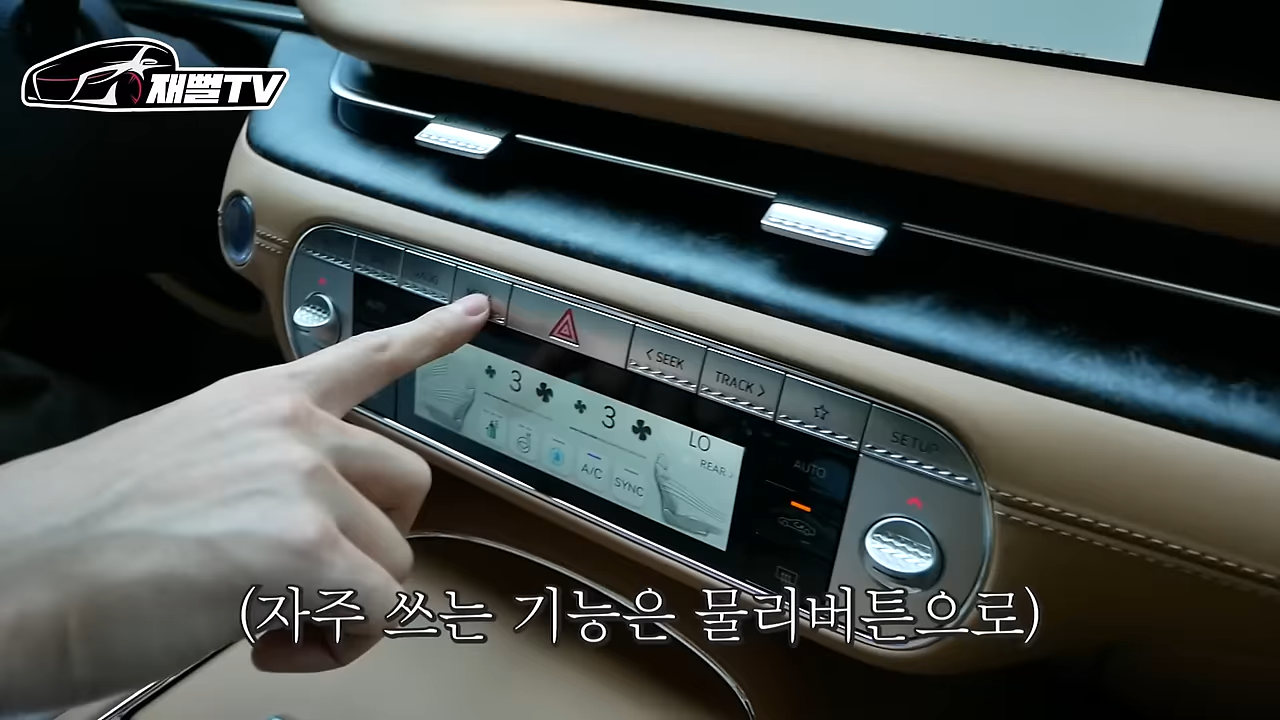 재뻘TV
< SEEK
TRACK >
☆
SETUP
AUTO
3
3
LO
REAR >
A/C
SYNC
AUTO
(자주 쓰는 기능은 물리버튼으로)